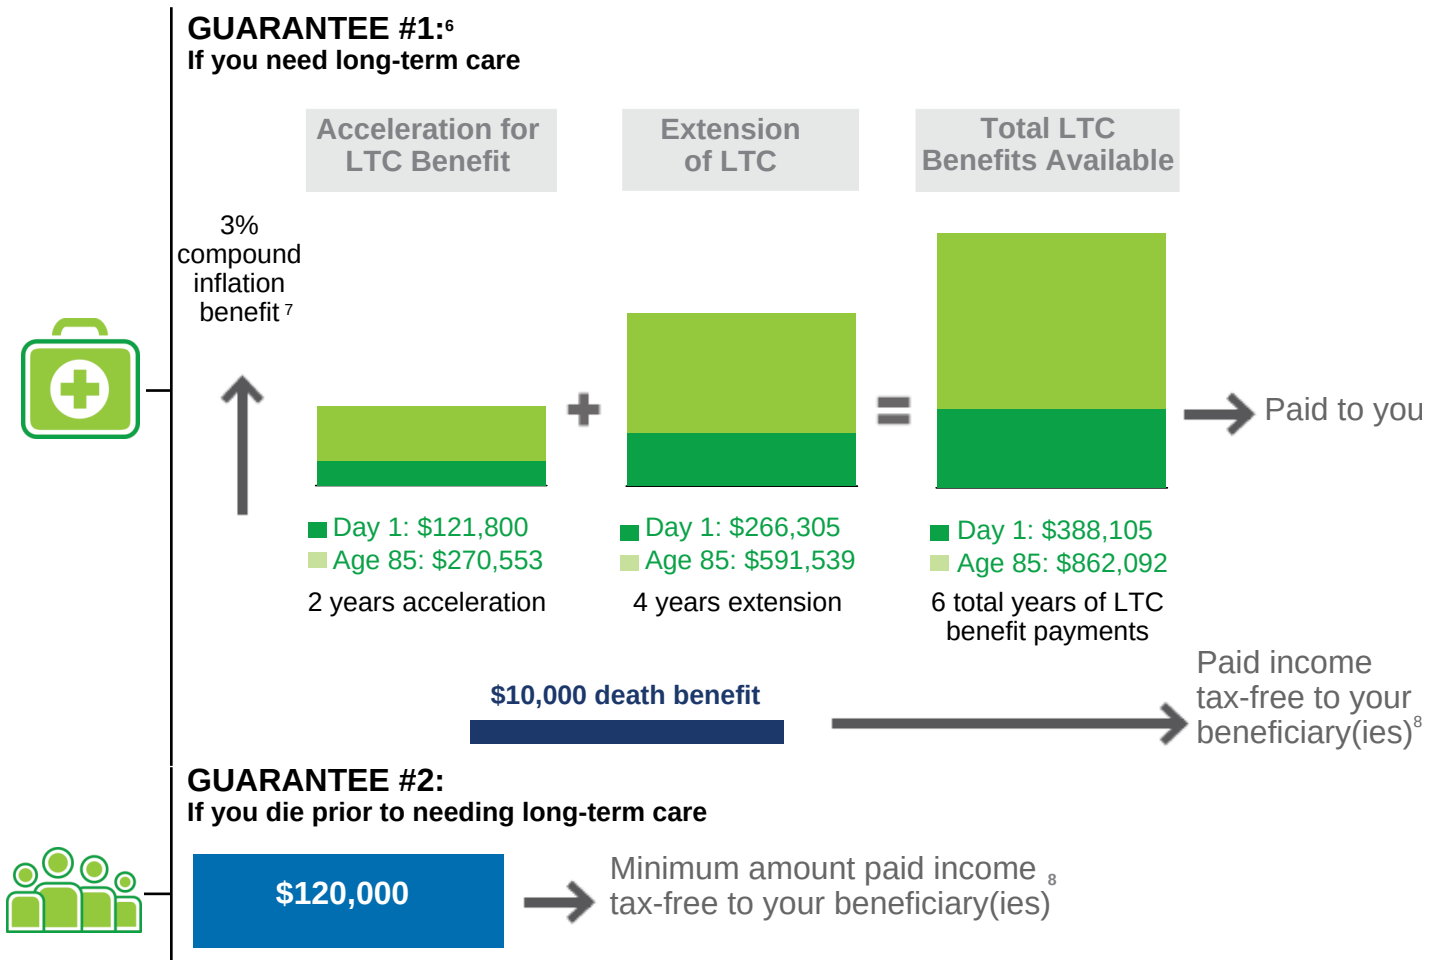 GUARANTEE #1:6
If you need long-term care
Acceleration for
LTC Benefit
Extension
of LTC
Total LTC
Benefits Available
3%
compound
inflation
benefit 7
Paid to you
Day 1: $121,800
Age 85: $270,553
2 years acceleration
Day 1: $266,305
Age 85: $591,539
4 years extension
Day 1: $388,105
Age 85: $862,092
6 total years of LTC
benefit payments
$10,000 death benefit
Paid income
tax-free to your
beneficiary(ies)8
GUARANTEE #2:
If you die prior to needing long-term care
$120,000
Minimum amount paid income
tax-free to your beneficiary(ies) 8